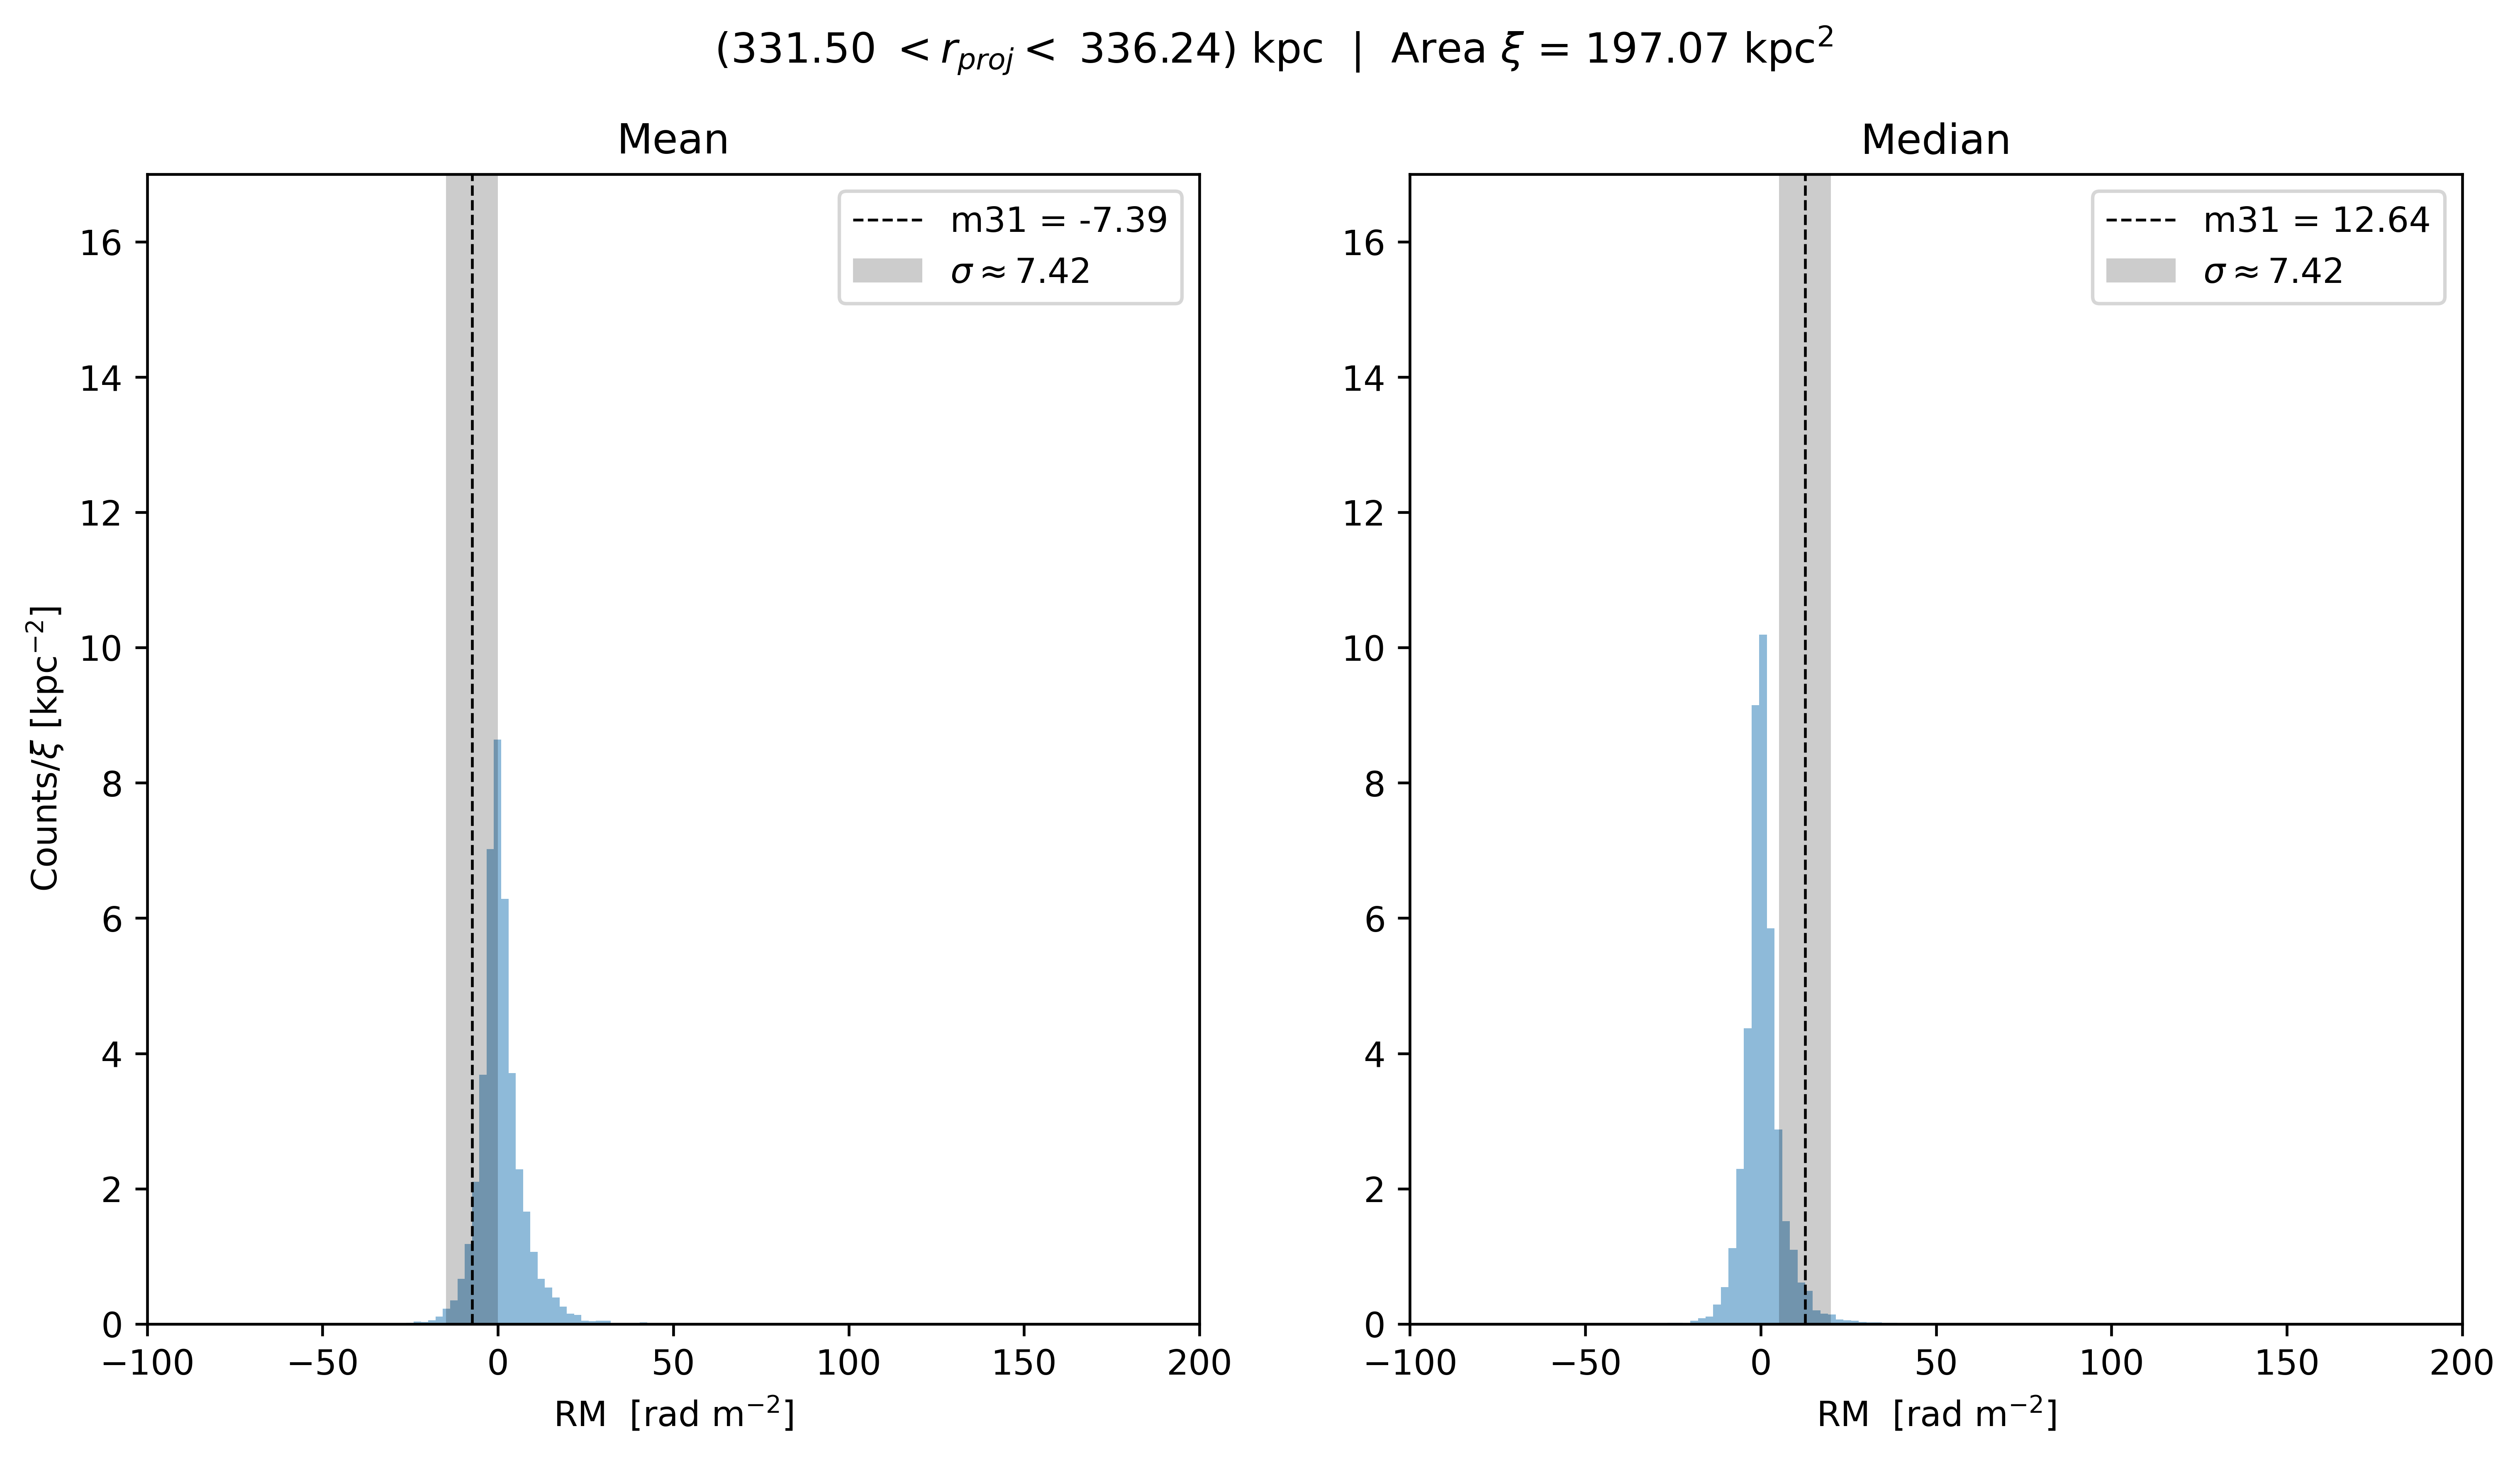 (331.50 < r_proj < 336.24) kpc | Area ξ = 197.07 kpc²
Mean
m31 = -7.39
σ ≈ 7.42
16
14
12
10
8
6
4
2
0
Counts/ξ [kpc⁻²]
−100 −50 0 50 100 150 200
RM [rad m⁻²]
Median
m31 = 12.64
σ ≈ 7.42
16
14
12
10
8
6
4
2
0
−100 −50 0 50 100 150 200
RM [rad m⁻²]